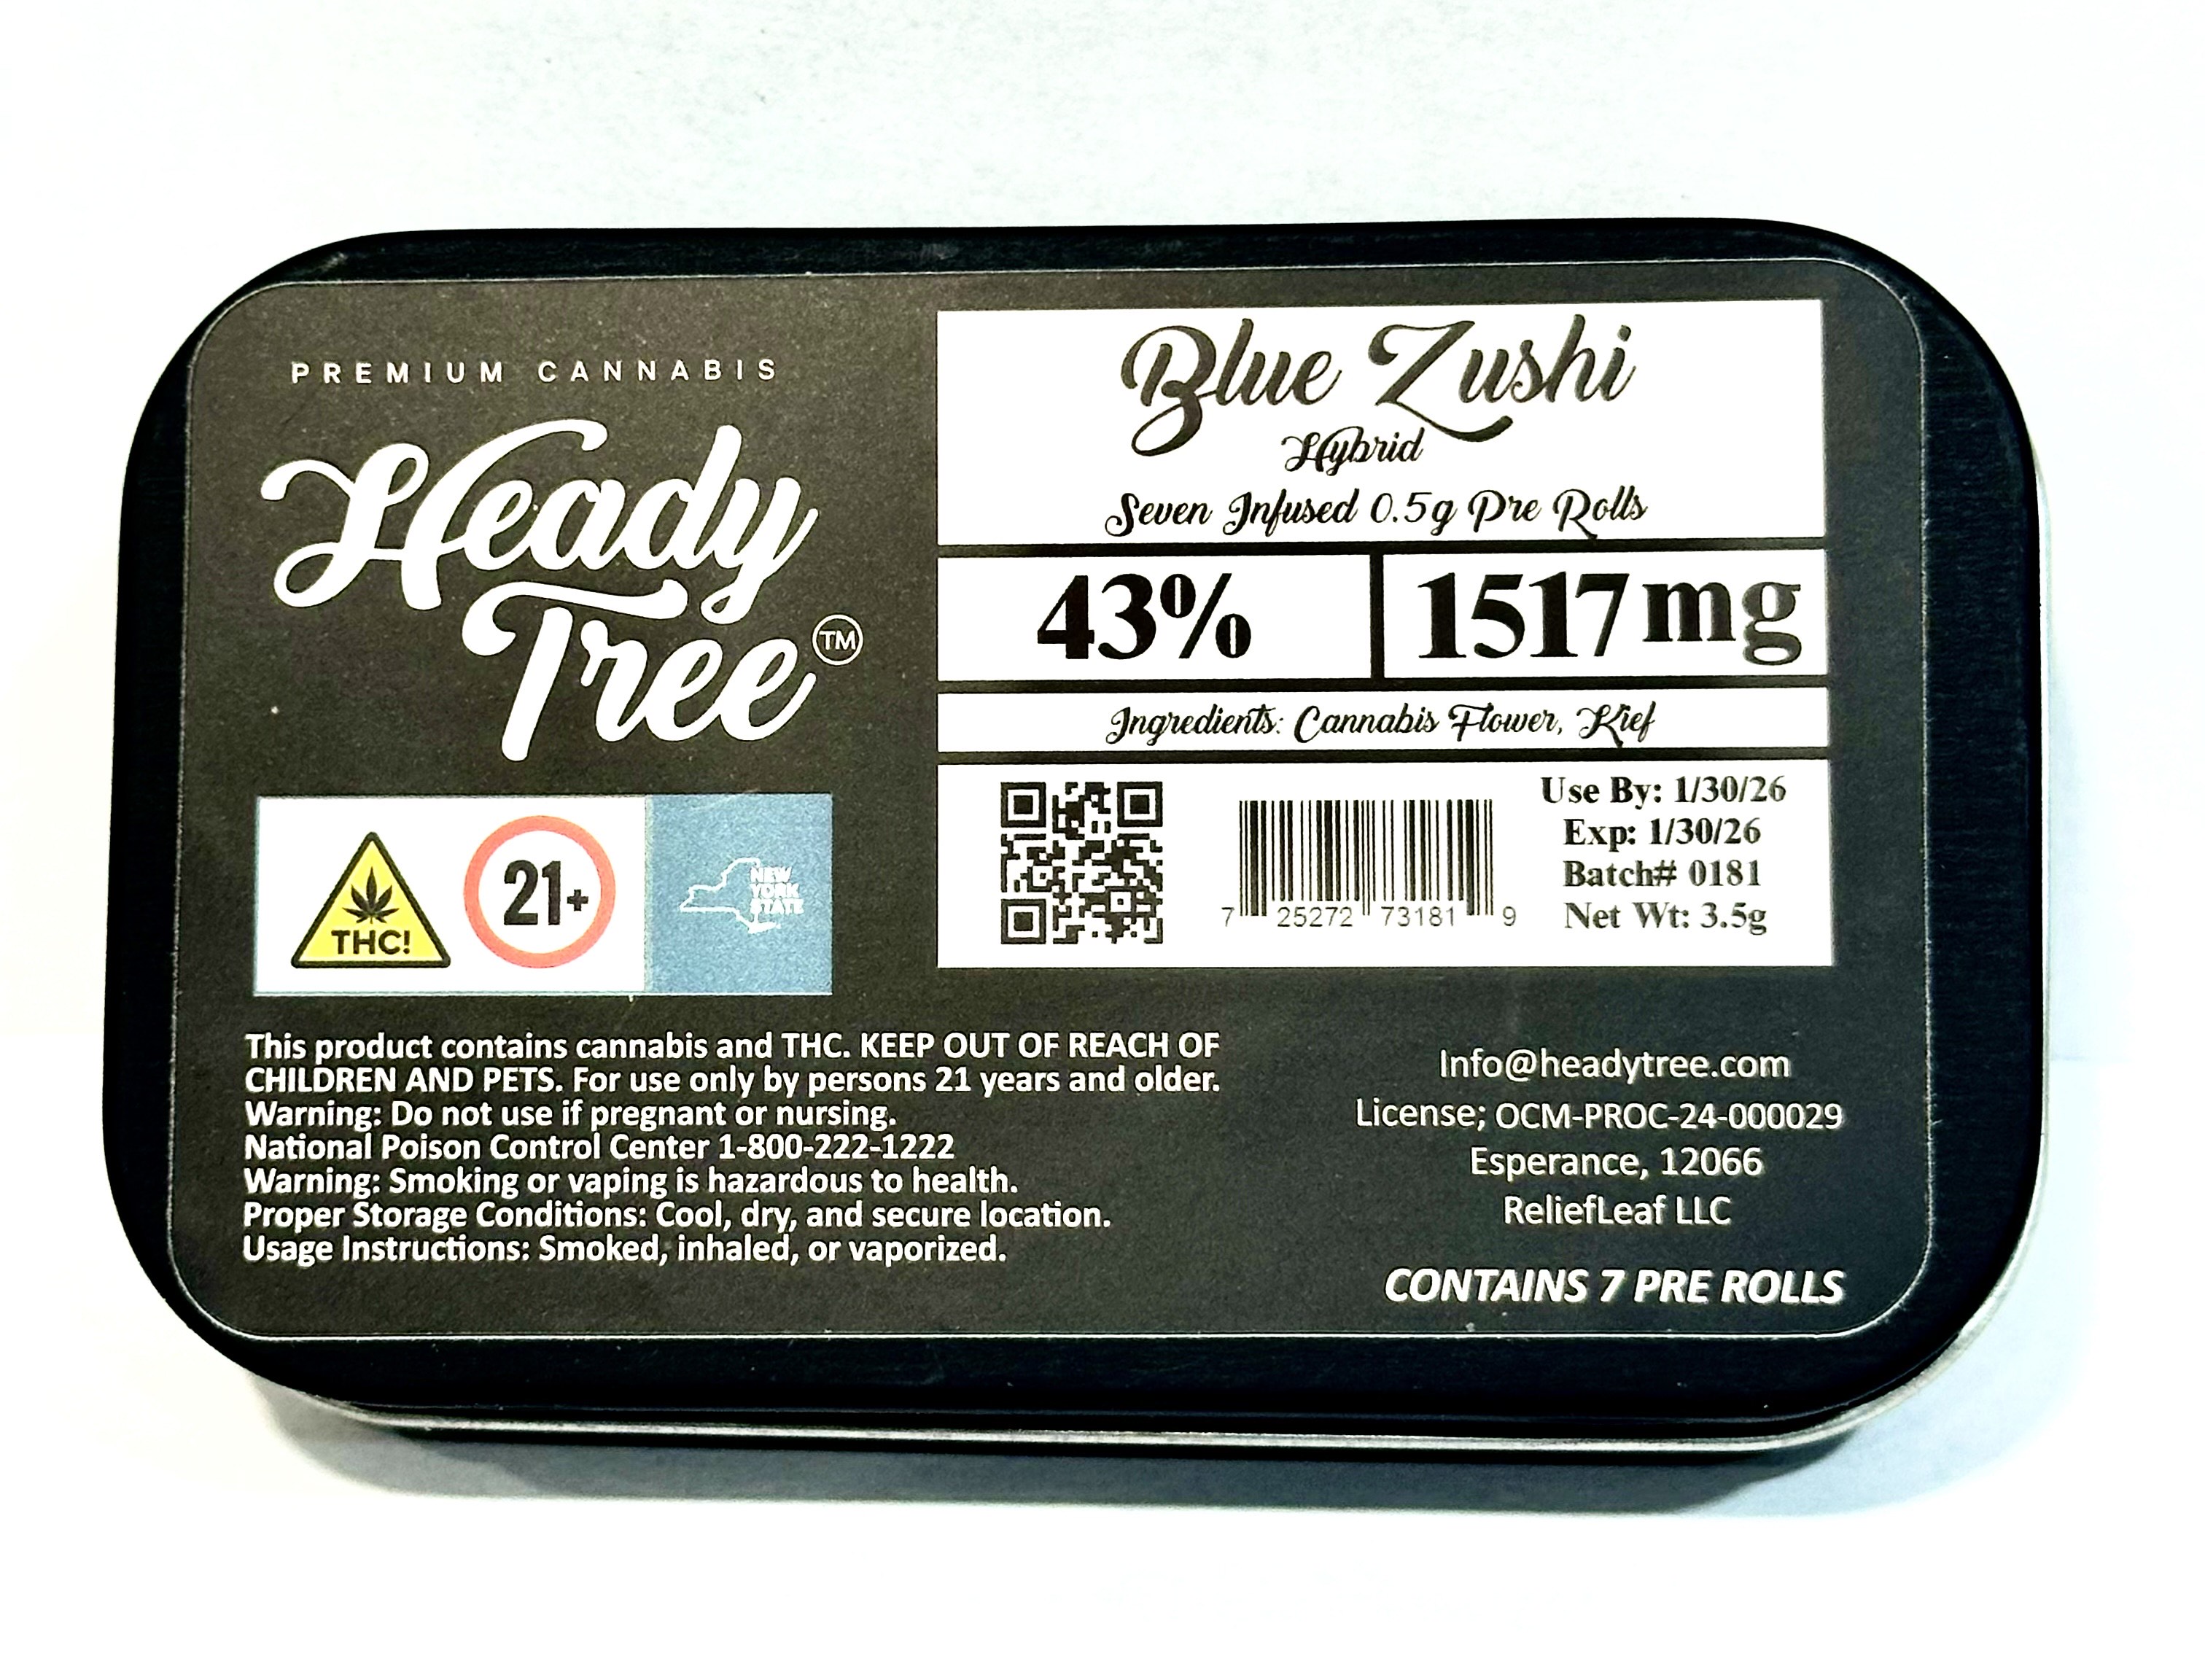 PREMIUM CANNABIS
Heady
Tree TM
THC!
21+
NEW
YORK
STATE
This product contains cannabis and THC. KEEP OUT OF REACH OF
CHILDREN AND PETS. For use only by persons 21 years and older.
Warning: Do not use if pregnant or nursing.
National Poison Control Center 1-800-222-1222
Warning: Smoking or vaping is hazardous to health.
Proper Storage Conditions: Cool, dry, and secure location.
Usage Instructions: Smoked, inhaled, or vaporized.
Blue Zushi
Hybrid
Seven Infused 0.5g Pre Rolls
43% 1517mg
Ingredients: Cannabis Flower, Kief
7 25272 73181 9
Use By: 1/30/26
Exp: 1/30/26
Batch# 0181
Net Wt: 3.5g
Info@headytree.com
License; OCM-PROC-24-000029
Esperance, 12066
ReliefLeaf LLC
CONTAINS 7 PRE ROLLS